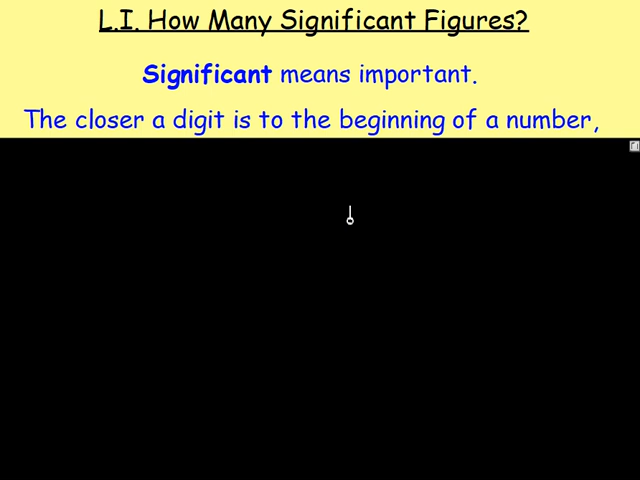 L.I. How Many Significant Figures?
Significant means important.
The closer a digit is to the beginning of a number,